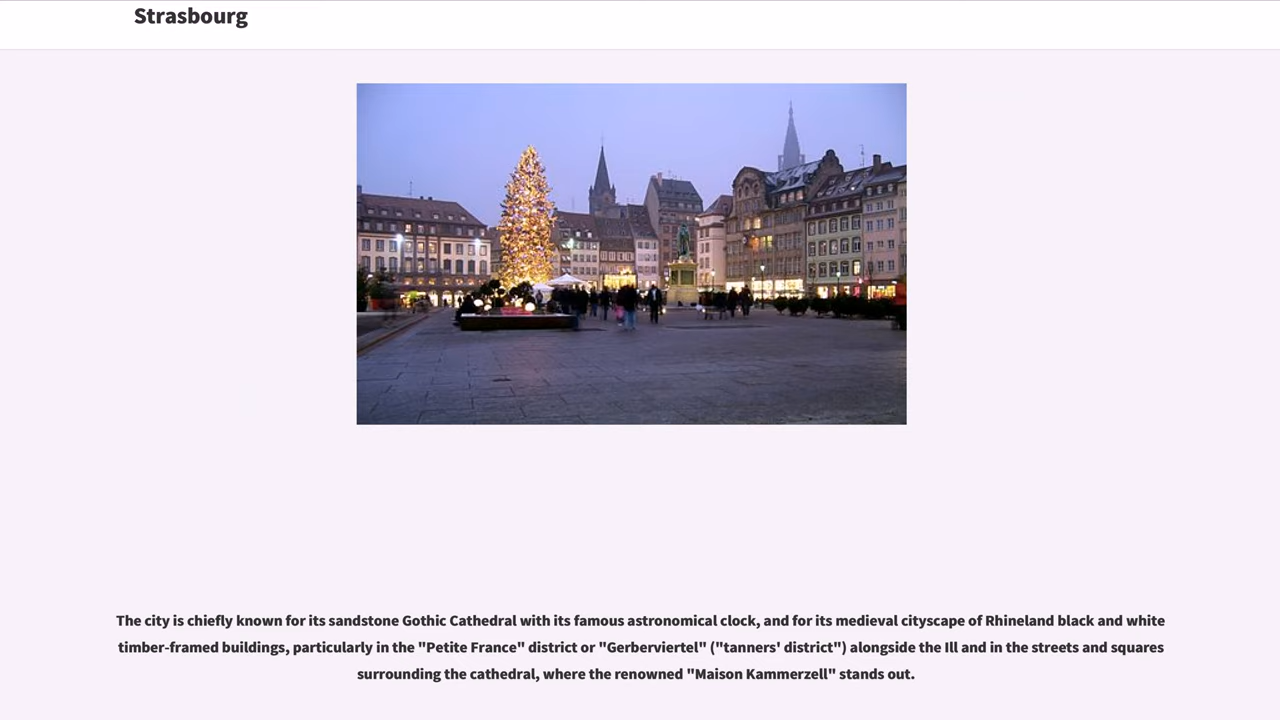 Strasbourg
The city is chiefly known for its sandstone Gothic Cathedral with its famous astronomical clock, and for its medieval cityscape of Rhineland black and white
timber-framed buildings, particularly in the "Petite France" district or "Gerberviertel" ("tanners' district") alongside the Ill and in the streets and squares
surrounding the cathedral, where the renowned "Maison Kammerzell" stands out.